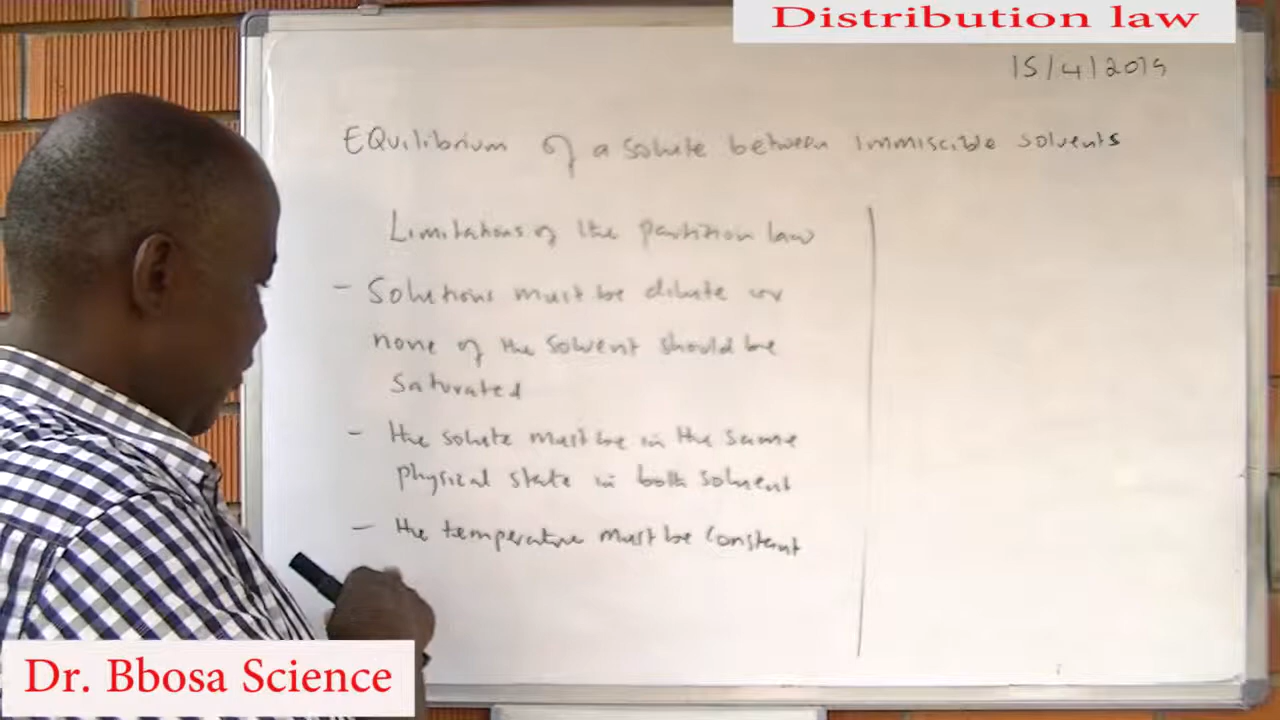 Distribution law
15/4/2019
EQuilibrium of a solute between immiscible solvents
Limitations of the partition law
- Solutions must be dilute or
none of the solvent should be
saturated
- the solute must be in the same
physical state in both solvent
- the temperature must be constant
Dr. Bbosa Science